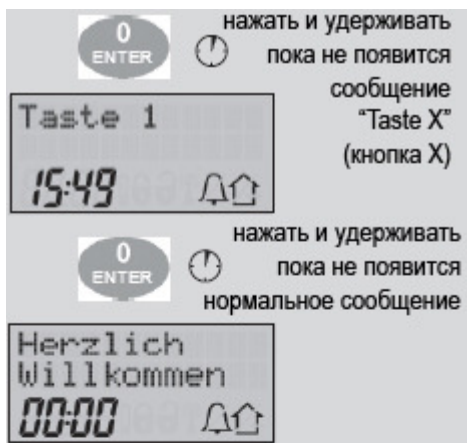 0
ENTER
нажать и удерживать
пока не появится
сообщение
“Taste X”
(кнопка X)
Taste 1
15:49
0
ENTER
нажать и удерживать
пока не появится
нормальное сообщение
Herzlich
Willkommen
00:00